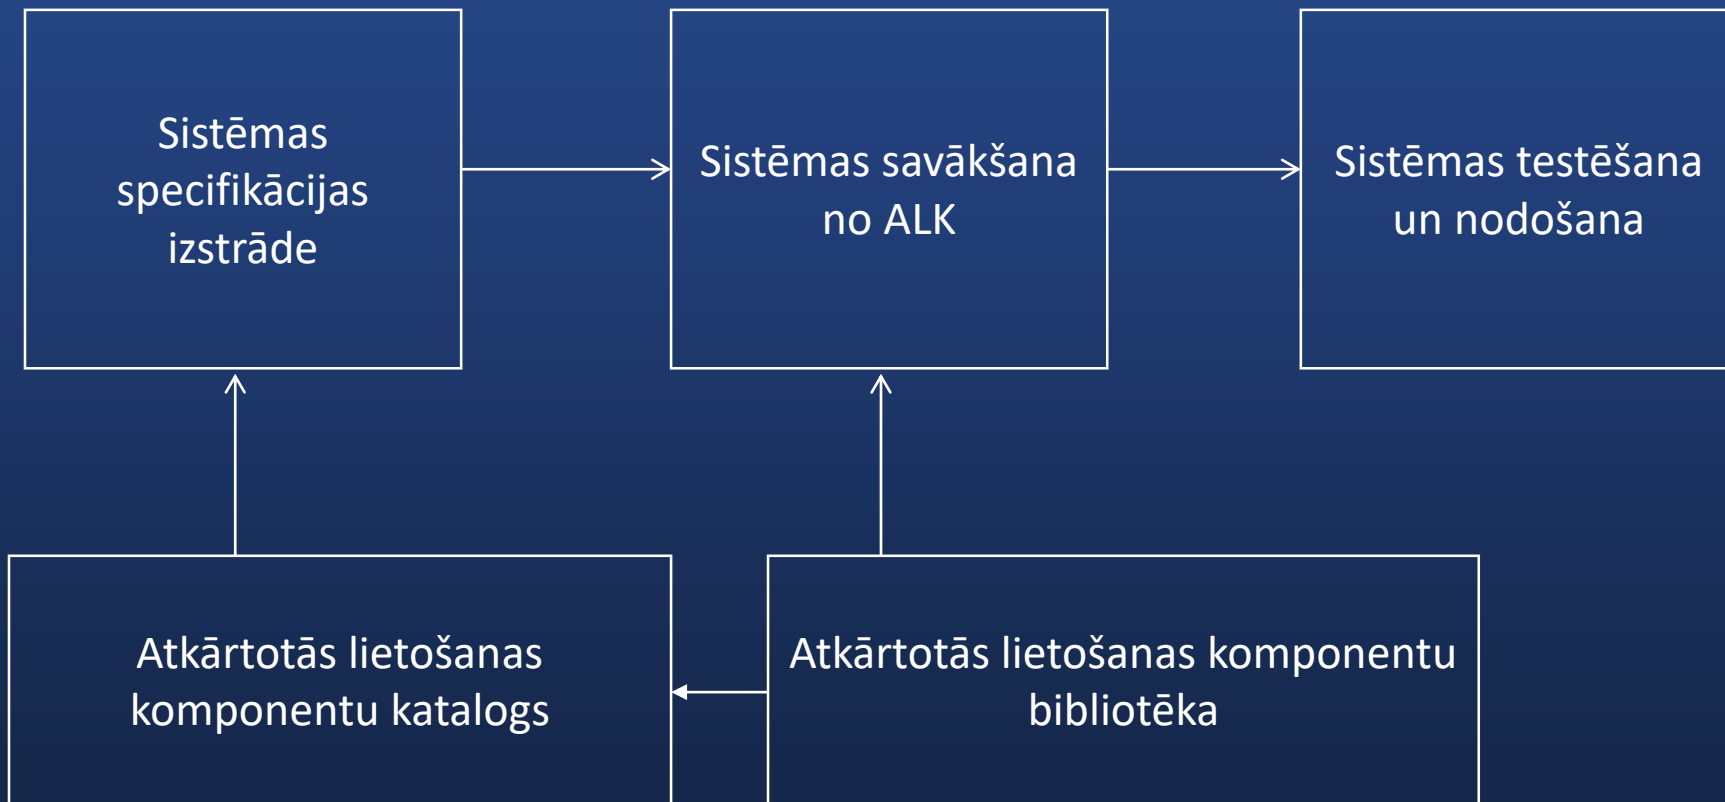 Sistēmas
specifikācijas
izstrāde
Sistēmas savākšana
no ALK
Sistēmas testēšana
un nodošana
Atkārtotās lietošanas
komponentu katalogs
Atkārtotās lietošanas komponentu
bibliotēka